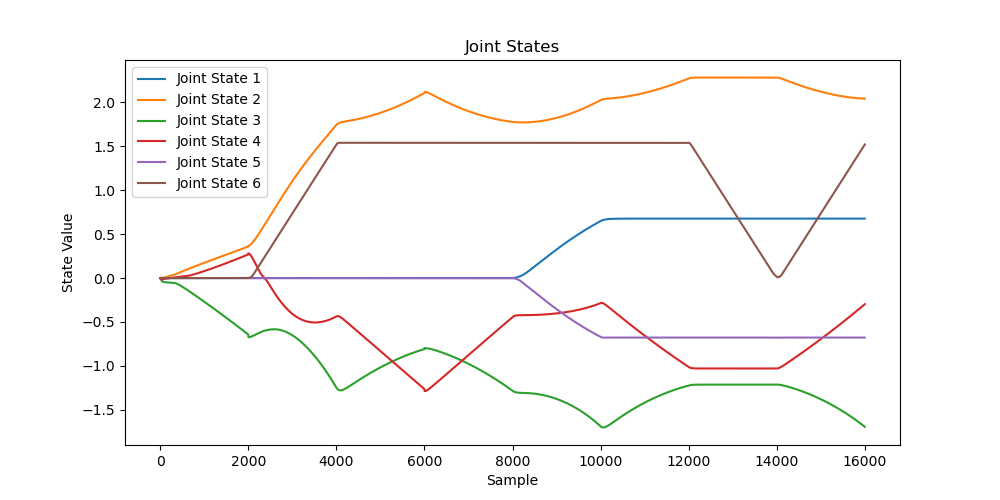 Joint States
Joint State 1
Joint State 2
Joint State 3
Joint State 4
Joint State 5
Joint State 6
State Value
2.0
1.5
1.0
0.5
0.0
−0.5
−1.0
−1.5
0 2000 4000 6000 8000 10000 12000 14000 16000
Sample